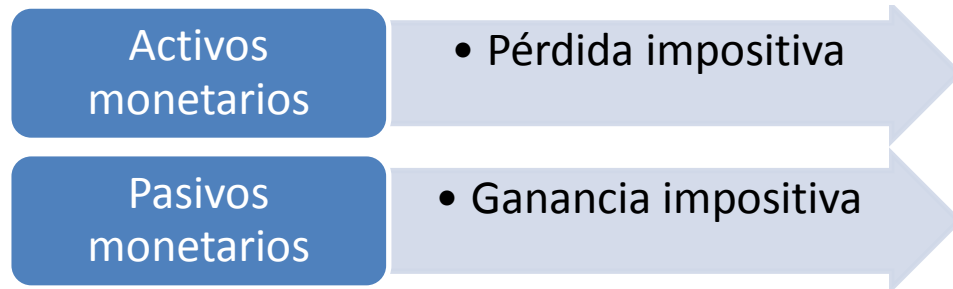 Activos
monetarios
• Pérdida impositiva
Pasivos
monetarios
• Ganancia impositiva